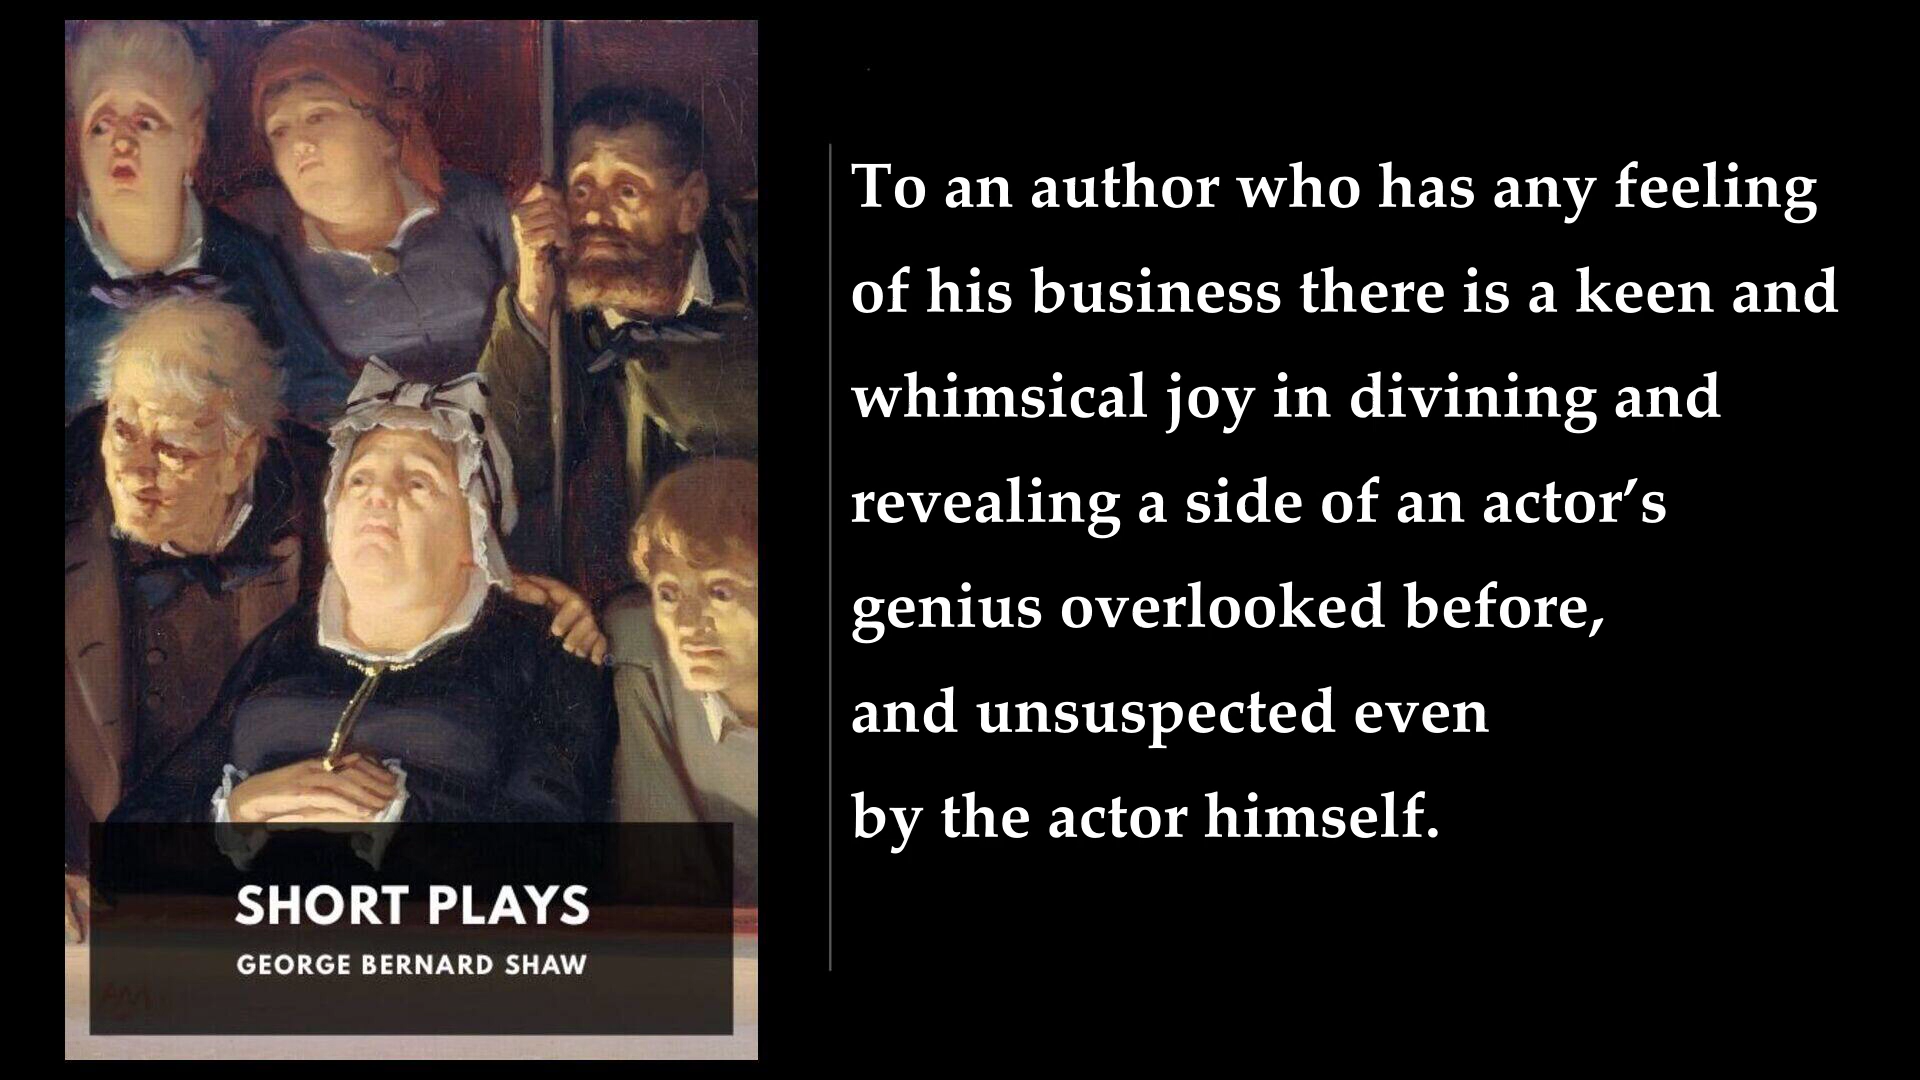 To an author who has any feeling
of his business there is a keen and
whimsical joy in divining and
revealing a side of an actor’s
genius overlooked before,
and unsuspected even
by the actor himself.
SHORT PLAYS
GEORGE BERNARD SHAW